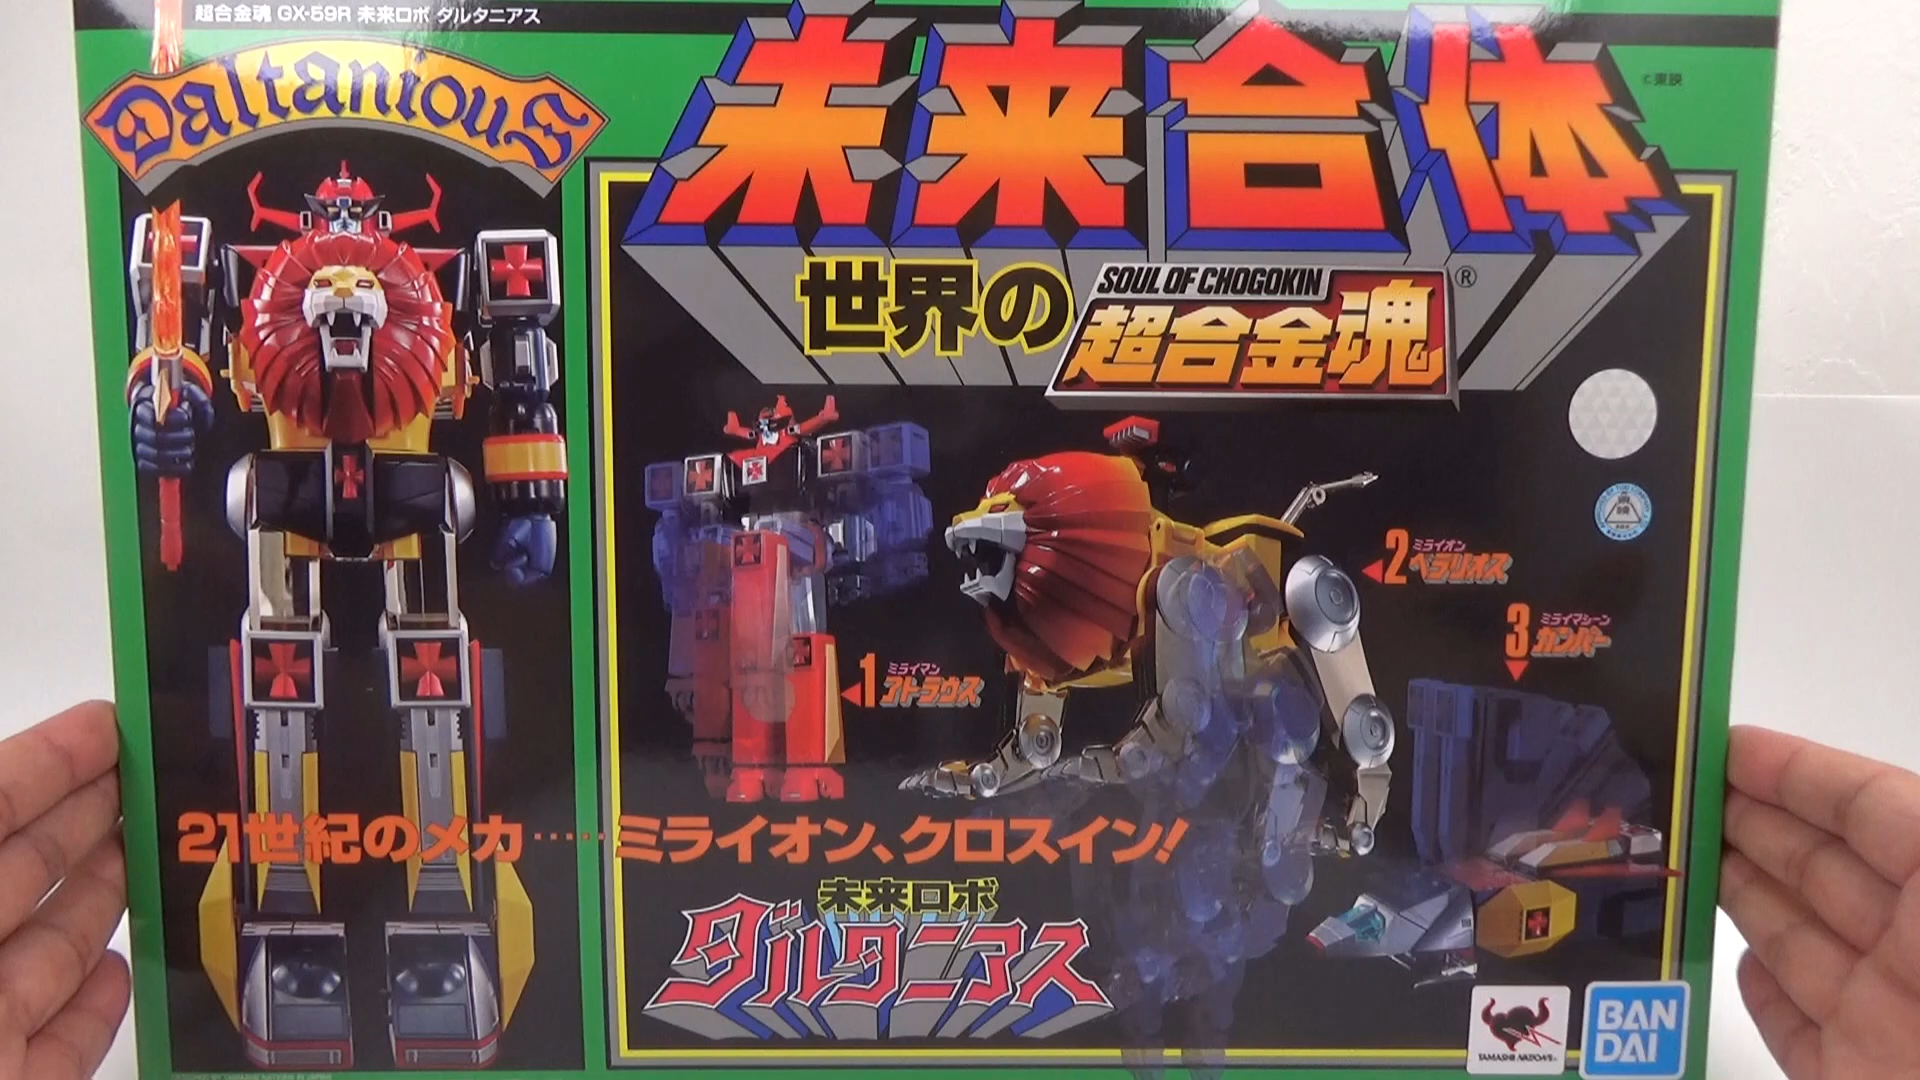 超合金魂 GX-59R 未来ロボ ダルタニアス
Daltanious
未来合体
©東映
世界の
SOUL OF CHOGOKIN
超合金魂®
2 ミライオン
ベラリオス
3 ミライマシーン
ガンパー
1 ミライマン
アトラウス
21世紀のメカ……ミライオン、クロスイン!
未来ロボ
ダルタニアス
TAMASHII NATIONS
BAN
DAI